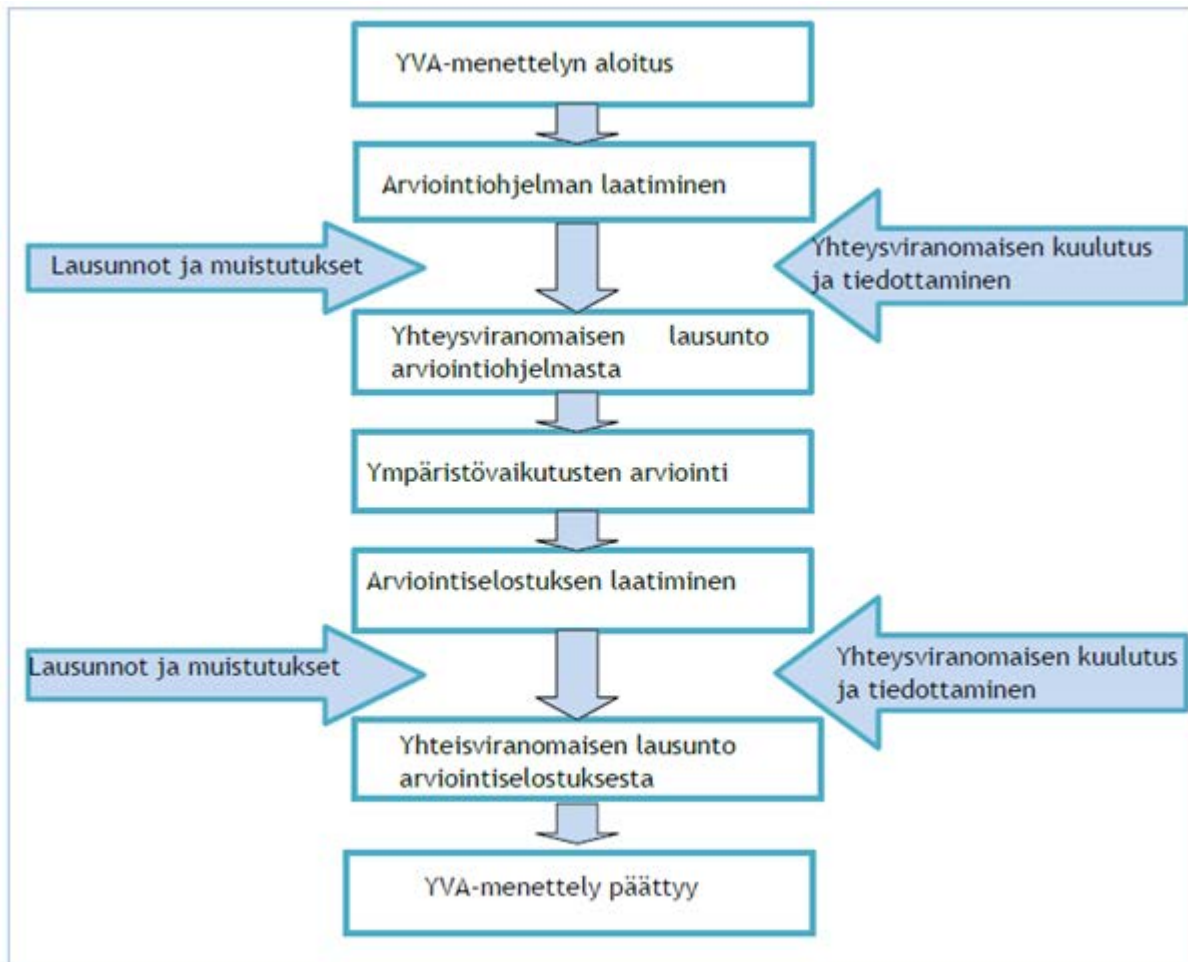 YVA-menettelyn aloitus
Arviointiohjelman laatiminen
Lausunnot ja muistutukset
Yhteysviranomaisen kuulutus
ja tiedottaminen
Yhteysviranomaisen lausunto
arviointiohjelmasta
Ympäristövaikutusten arviointi
Arviointiselostuksen laatiminen
Lausunnot ja muistutukset
Yhteysviranomaisen kuulutus
ja tiedottaminen
Yhteisviranomaisen lausunto
arviointiselostuksesta
YVA-menettely päättyy